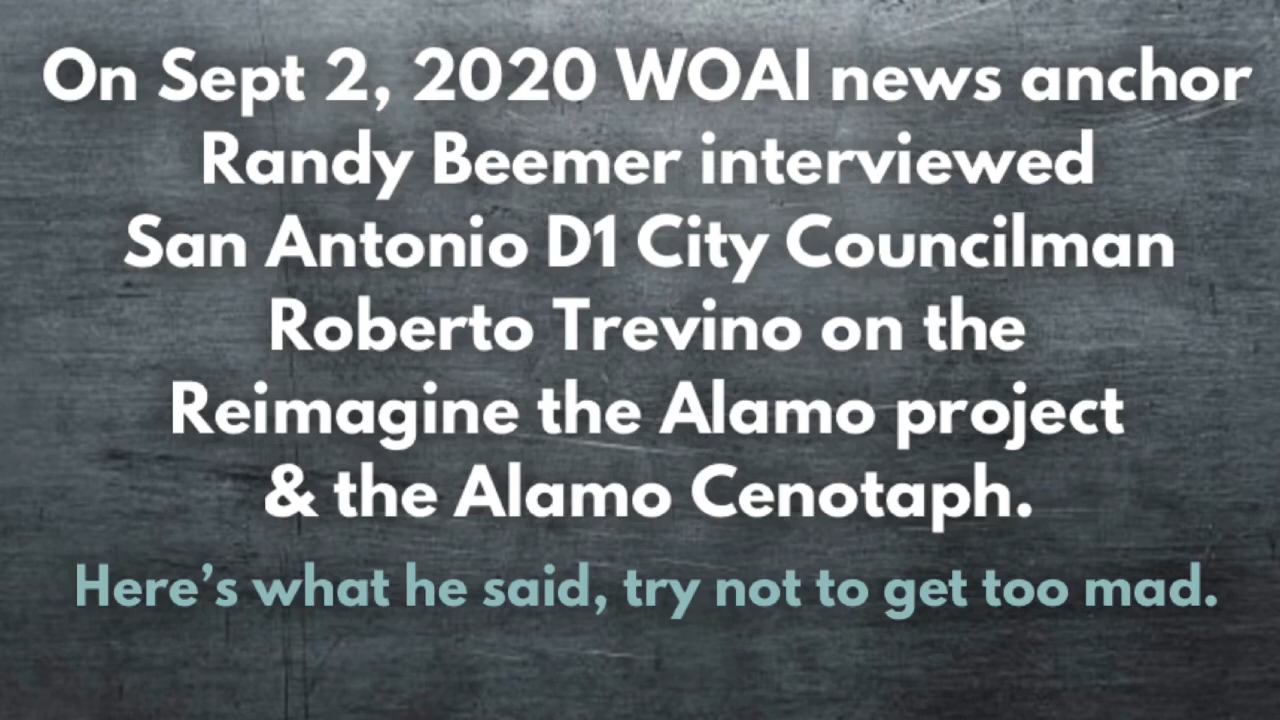 On Sept 2, 2020 WOAI news anchor
Randy Beemer interviewed
San Antonio D1 City Councilman
Roberto Trevino on the
Reimagine the Alamo project
& the Alamo Cenotaph.
Here's what he said, try not to get too mad.